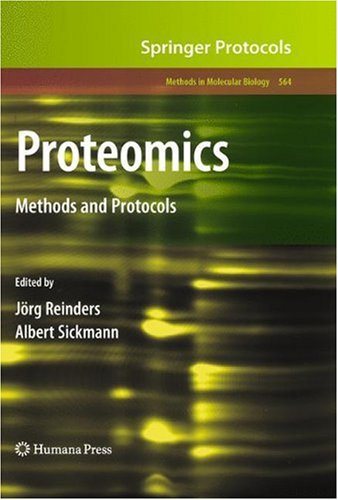 Springer Protocols
Methods in Molecular Biology 564
Proteomics
Methods and Protocols
Edited by
Jörg Reinders
Albert Sickmann
Humana Press